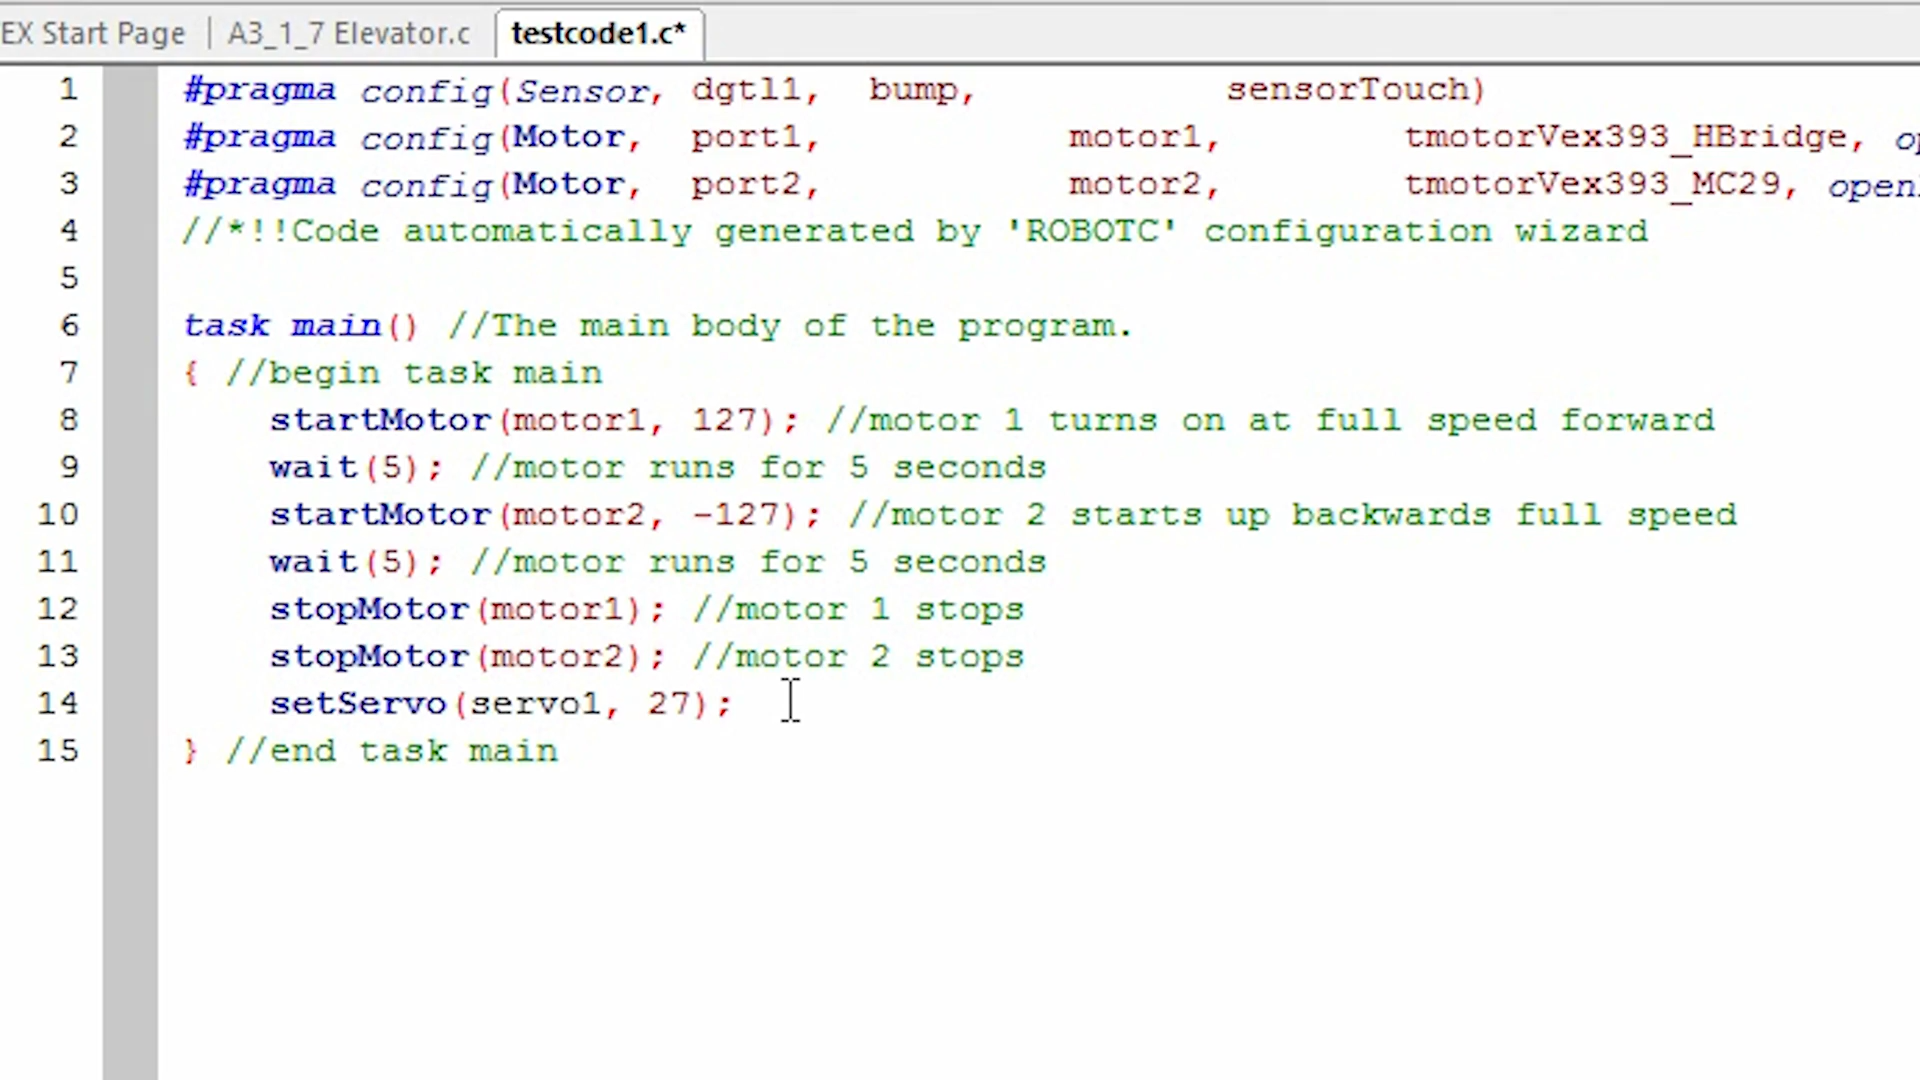 EX Start Page | A3_1_7 Elevator.c testcode1.c*
1 #pragma config(Sensor, dgtl1, bump, sensorTouch)
2 #pragma config(Motor, port1, motor1, tmotorVex393_HBridge, op
3 #pragma config(Motor, port2, motor2, tmotorVex393_MC29, open
4 //*!!Code automatically generated by 'ROBOTC' configuration wizard
5
6 task main() //The main body of the program.
7 { //begin task main
8 startMotor(motor1, 127); //motor 1 turns on at full speed forward
9 wait(5); //motor runs for 5 seconds
10 startMotor(motor2, -127); //motor 2 starts up backwards full speed
11 wait(5); //motor runs for 5 seconds
12 stopMotor(motor1); //motor 1 stops
13 stopMotor(motor2); //motor 2 stops
14 setServo(servo1, 27);
15 } //end task main